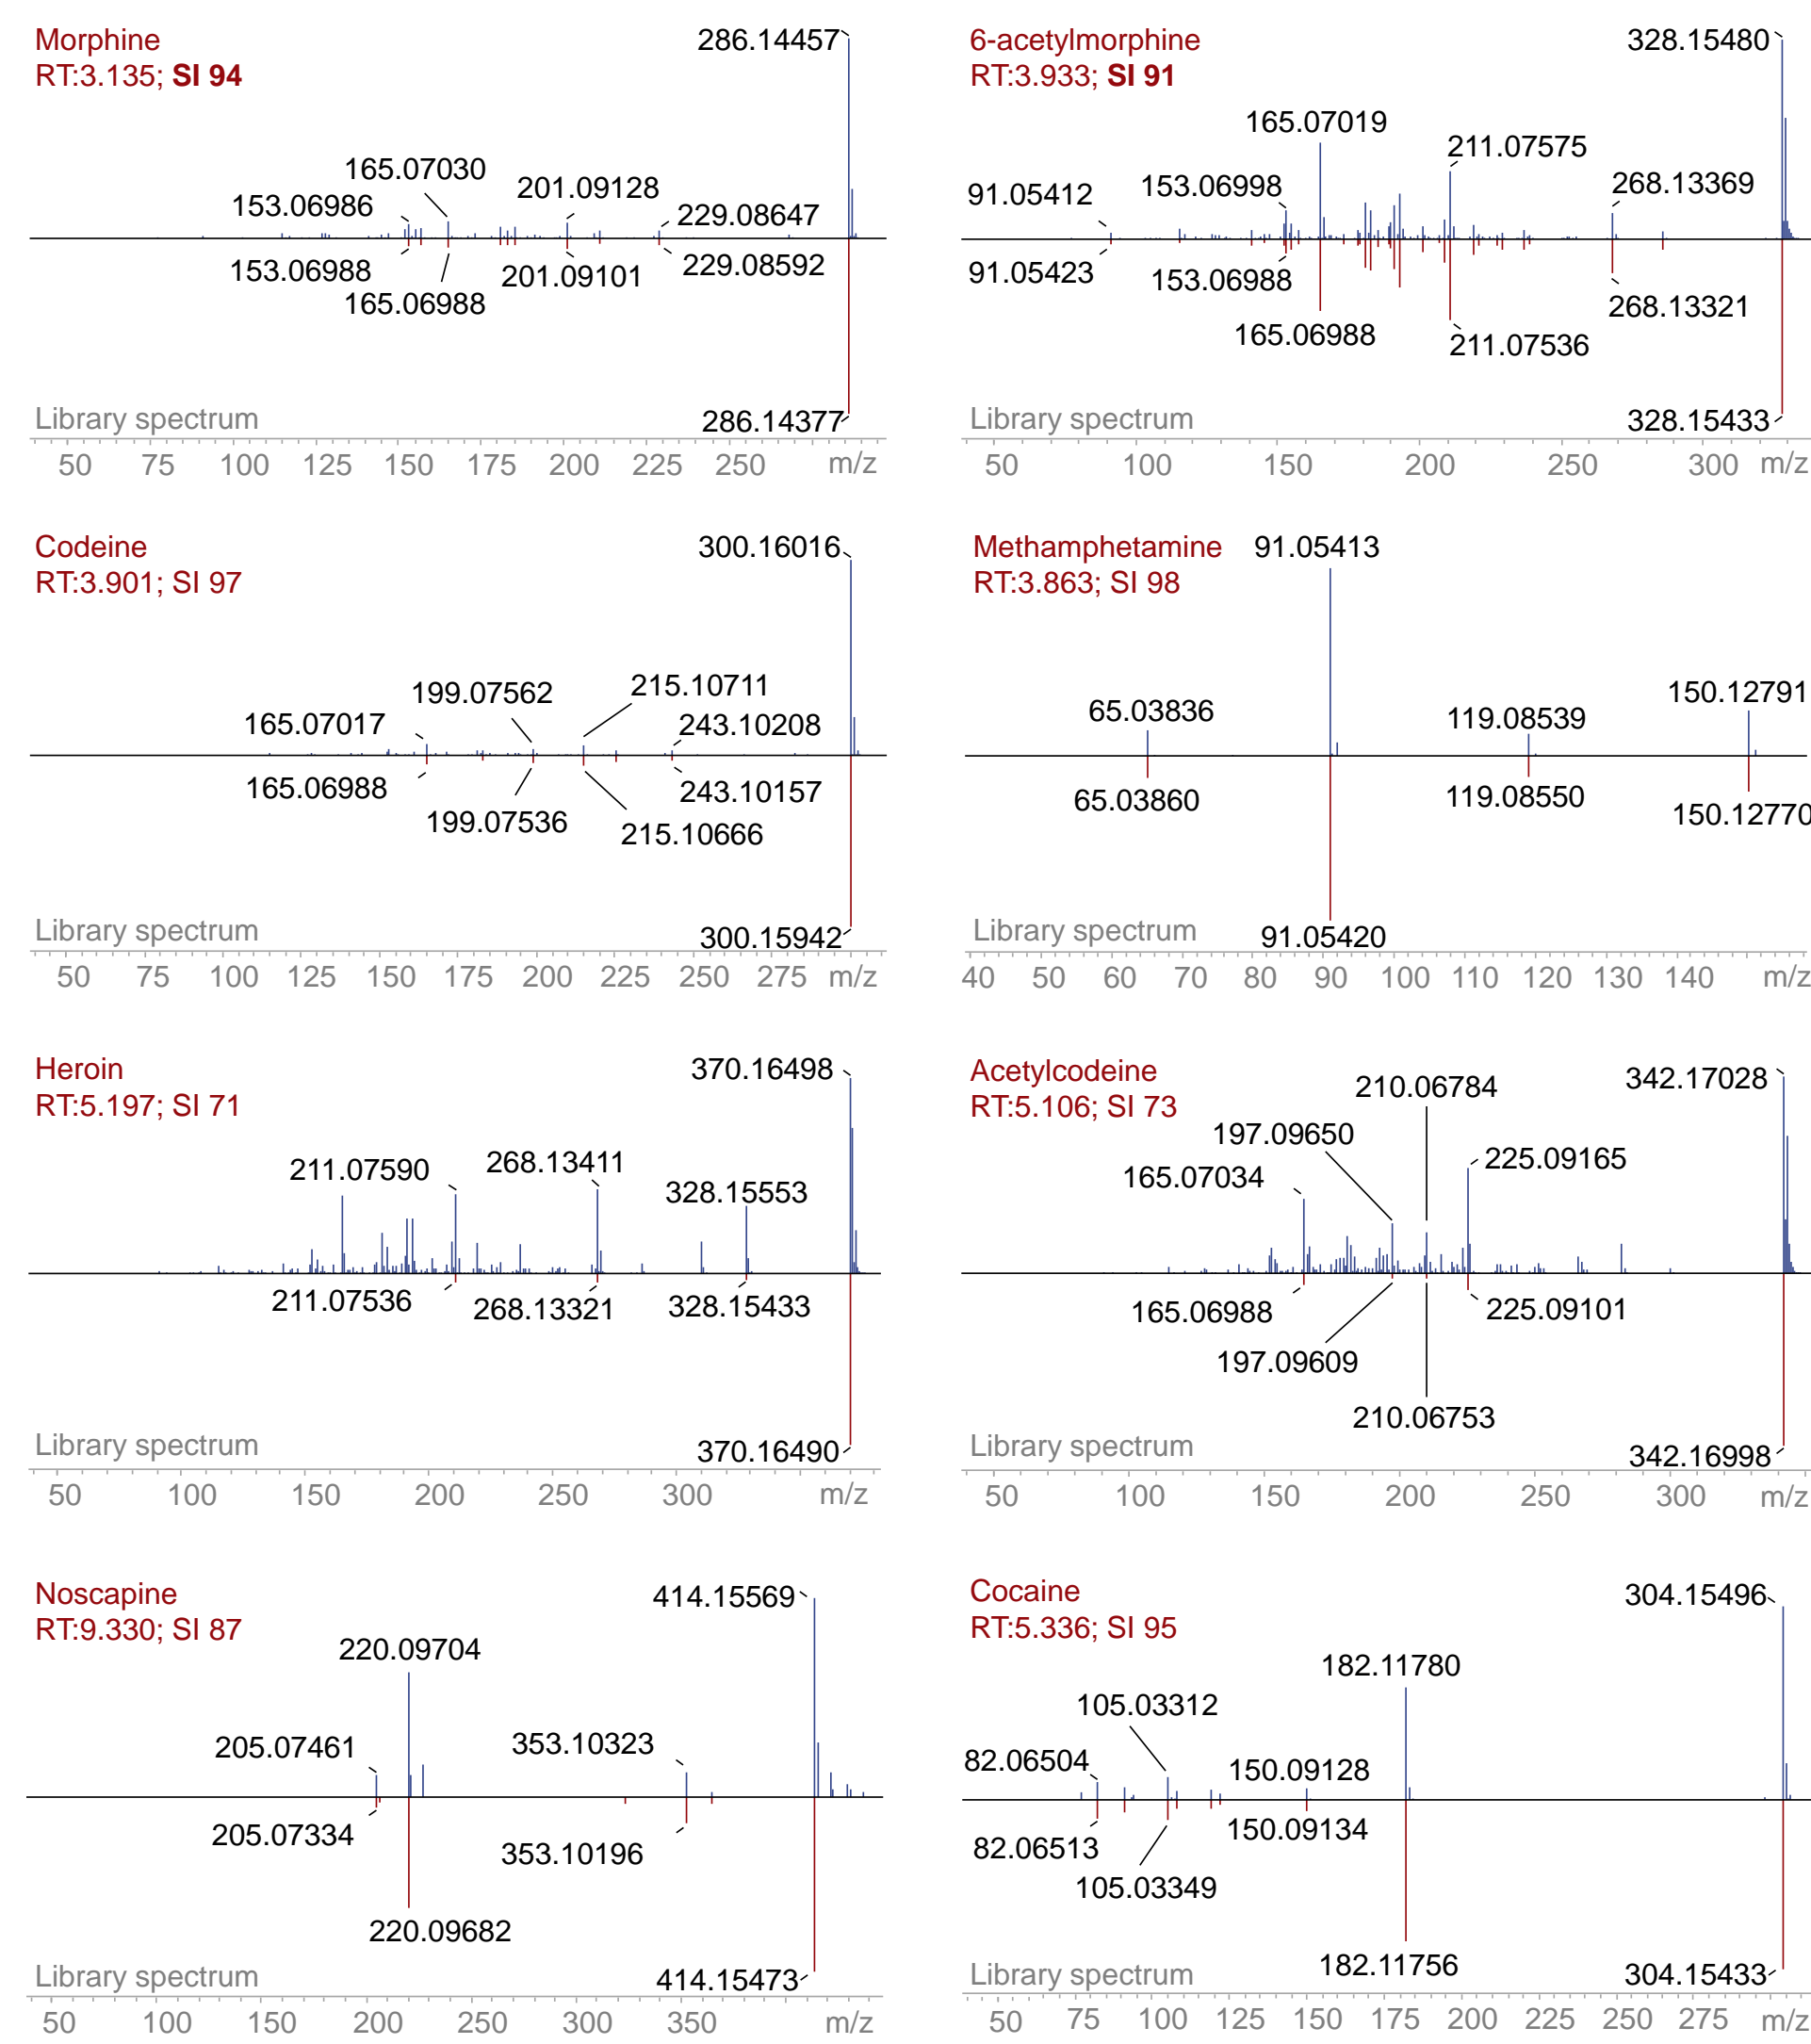 Morphine
RT:3.135; SI 94
286.14457
165.07030
201.09128
153.06986
229.08647
153.06988
201.09101
229.08592
165.06988
Library spectrum
286.14377
50 75 100 125 150 175 200 225 250 m/z
6-acetylmorphine
RT:3.933; SI 91
328.15480
165.07019
211.07575
91.05412
153.06998
268.13369
91.05423
153.06988
268.13321
165.06988
211.07536
Library spectrum
328.15433
50 100 150 200 250 300 m/z
Codeine
RT:3.901; SI 97
300.16016
199.07562
215.10711
165.07017
243.10208
165.06988
243.10157
199.07536
215.10666
Library spectrum
300.15942
50 75 100 125 150 175 200 225 250 275 m/z
Methamphetamine
RT:3.863; SI 98
91.05413
65.03836
119.08539
150.12791
65.03860
119.08550
150.12770
Library spectrum
91.05420
40 50 60 70 80 90 100 110 120 130 140 m/z
Heroin
RT:5.197; SI 71
370.16498
211.07590
268.13411
328.15553
211.07536
268.13321
328.15433
Library spectrum
370.16490
50 100 150 200 250 300 m/z
Acetylcodeine
RT:5.106; SI 73
210.06784
342.17028
197.09650
165.07034
225.09165
165.06988
225.09101
197.09609
210.06753
Library spectrum
342.16998
50 100 150 200 250 300 m/z
Noscapine
RT:9.330; SI 87
414.15569
220.09704
205.07461
353.10323
205.07334
353.10196
220.09682
Library spectrum
414.15473
50 100 150 200 250 300 350 m/z
Cocaine
RT:5.336; SI 95
304.15496
182.11780
105.03312
82.06504
150.09128
82.06513
150.09134
105.03349
182.11756
Library spectrum
304.15433
50 75 100 125 150 175 200 225 250 275 m/z